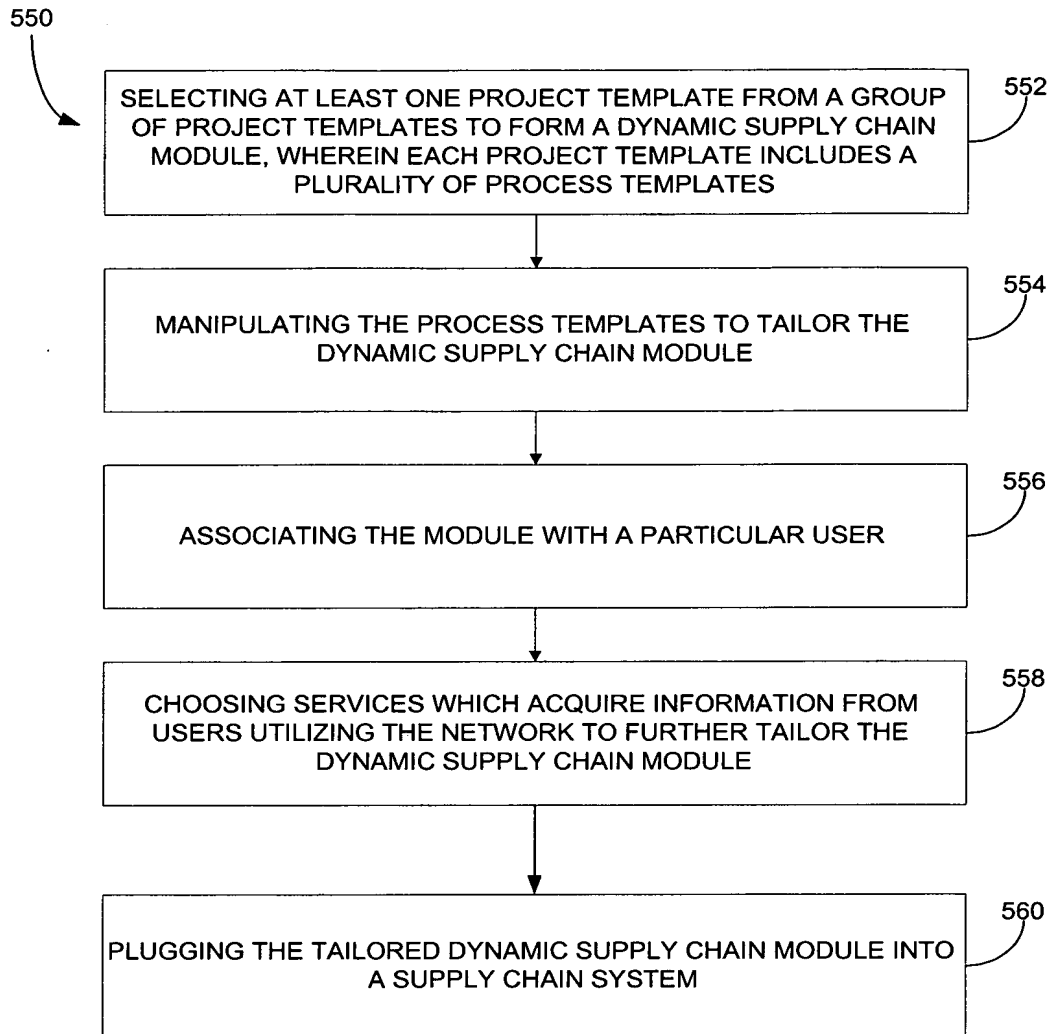 550
SELECTING AT LEAST ONE PROJECT TEMPLATE FROM A GROUP
OF PROJECT TEMPLATES TO FORM A DYNAMIC SUPPLY CHAIN
MODULE, WHEREIN EACH PROJECT TEMPLATE INCLUDES A
PLURALITY OF PROCESS TEMPLATES
552
MANIPULATING THE PROCESS TEMPLATES TO TAILOR THE
DYNAMIC SUPPLY CHAIN MODULE
554
ASSOCIATING THE MODULE WITH A PARTICULAR USER
556
CHOOSING SERVICES WHICH ACQUIRE INFORMATION FROM
USERS UTILIZING THE NETWORK TO FURTHER TAILOR THE
DYNAMIC SUPPLY CHAIN MODULE
558
PLUGGING THE TAILORED DYNAMIC SUPPLY CHAIN MODULE INTO
A SUPPLY CHAIN SYSTEM
560